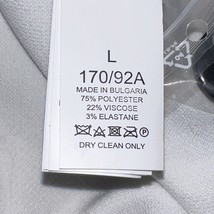 L
170/92A
MADE IN BULGARIA
75% POLYESTER
22% VISCOSE
3% ELASTANE
DRY CLEAN ONLY